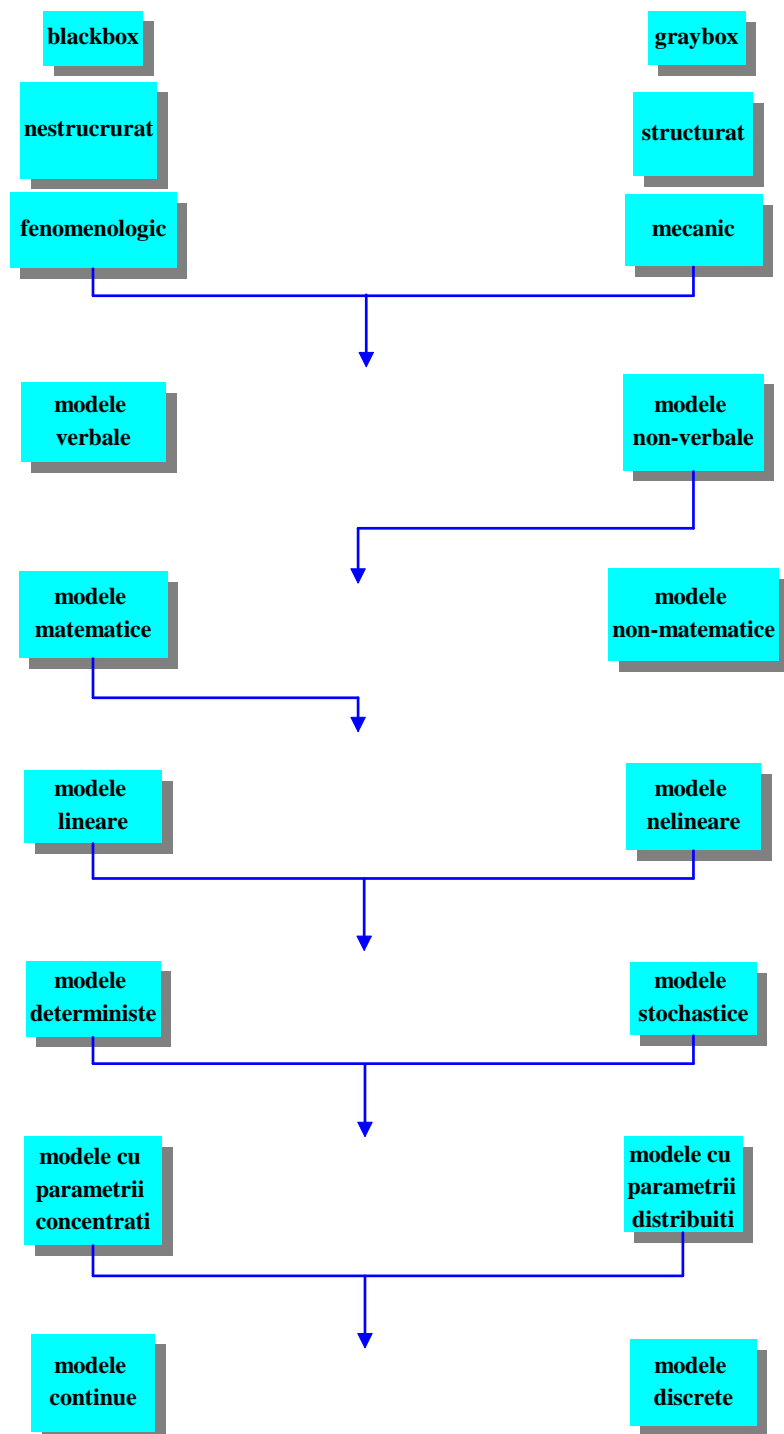 blackbox
graybox
nestrucrurat
structurat
fenomenologic
mecanic
modele
verbale
modele
non-verbale
modele
matematice
modele
non-matematice
modele
lineare
modele
nelineare
modele
deterministe
modele
stochastice
modele cu
parametrii
concentrati
modele cu
parametrii
distribuiti
modele
continue
modele
discrete